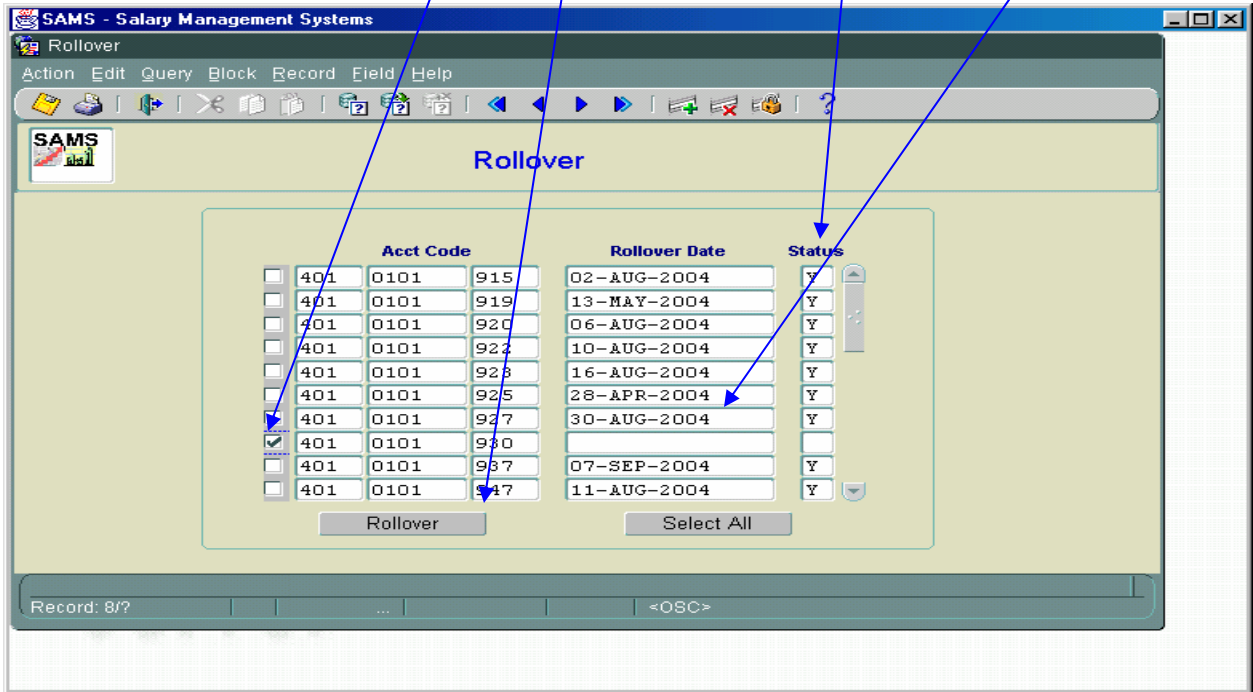 SAMS - Salary Management Systems
Rollover
Action Edit Query Block Record Field Help
SAMS
Rollover
Acct Code Rollover Date Status
401 0101 915 02-AUG-2004 Y
401 0101 919 13-MAY-2004 Y
401 0101 920 06-AUG-2004 Y
401 0101 922 10-AUG-2004 Y
401 0101 923 16-AUG-2004 Y
401 0101 925 28-APR-2004 Y
401 0101 927 30-AUG-2004 Y
401 0101 930
401 0101 937 07-SEP-2004 Y
401 0101 947 11-AUG-2004 Y
Rollover Select All
Record: 8/? ... <OSC>